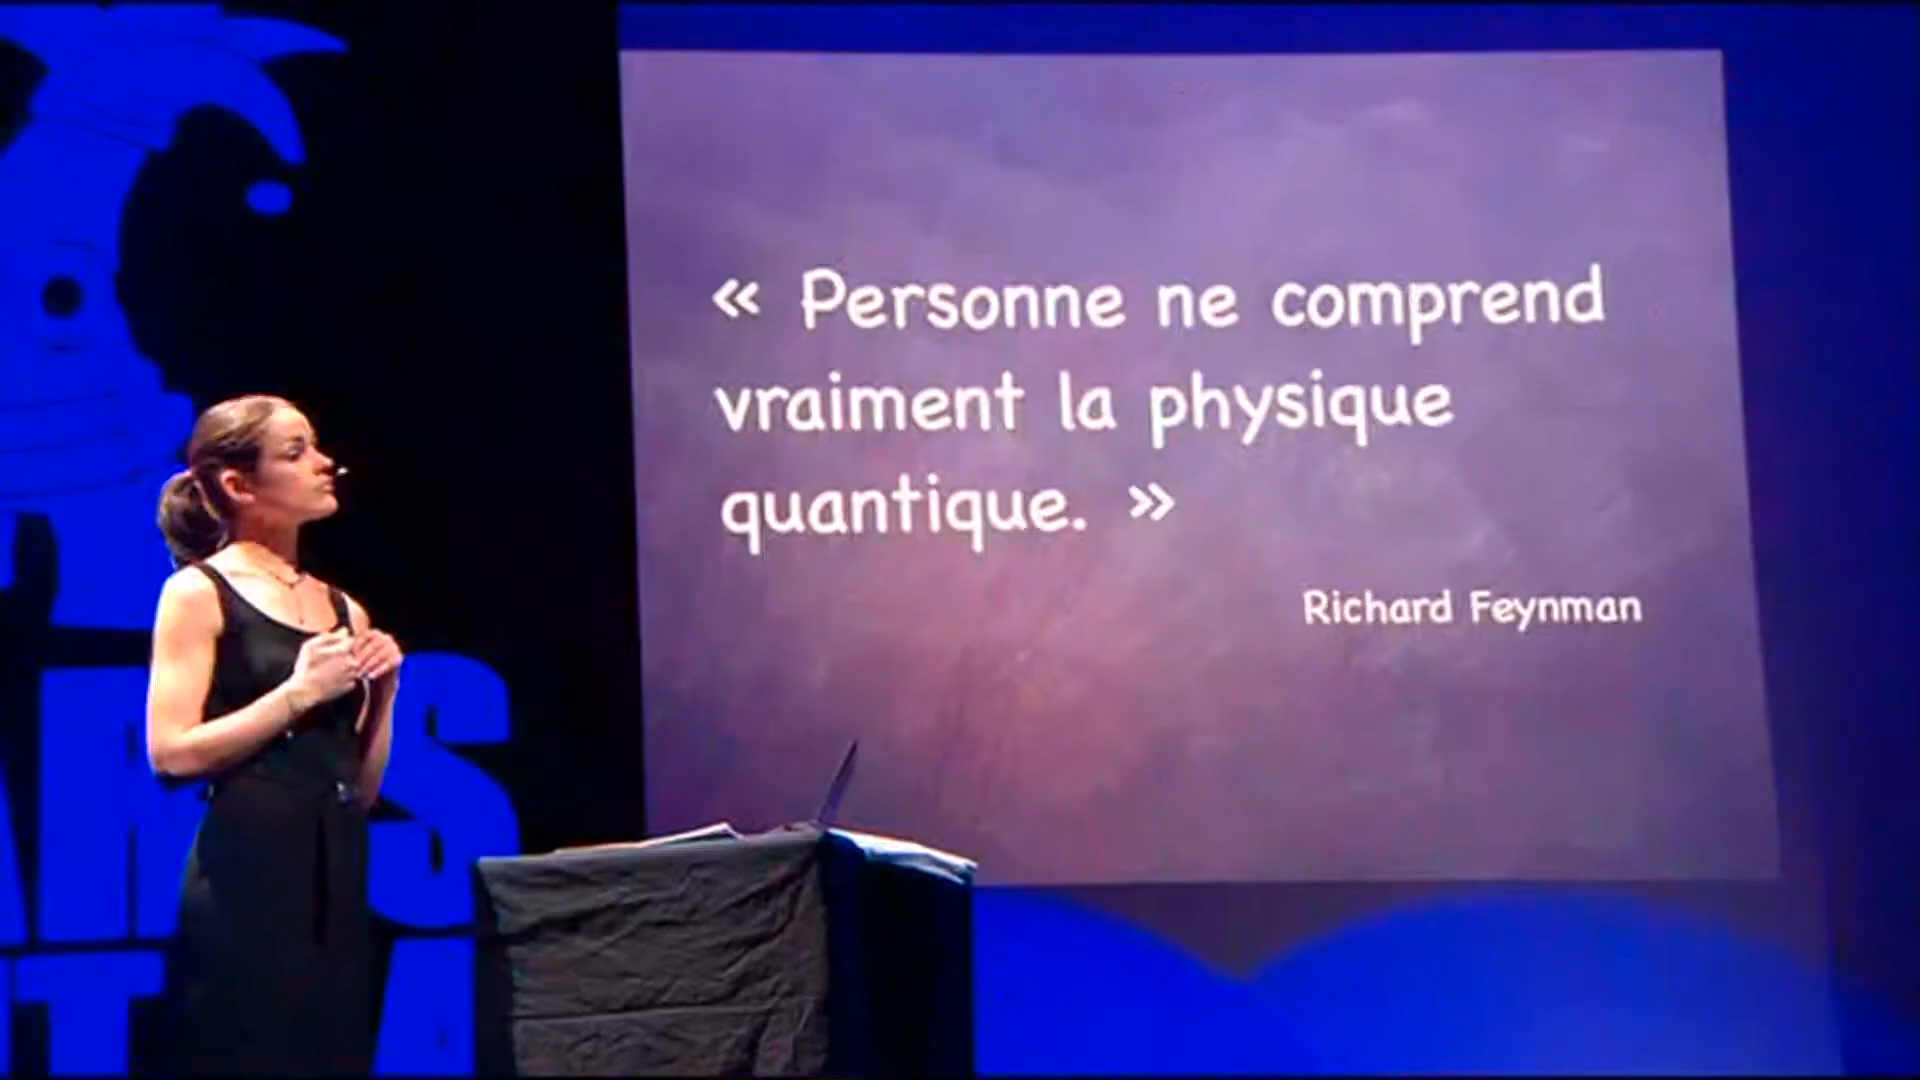 « Personne ne comprend
vraiment la physique
quantique. »
Richard Feynman